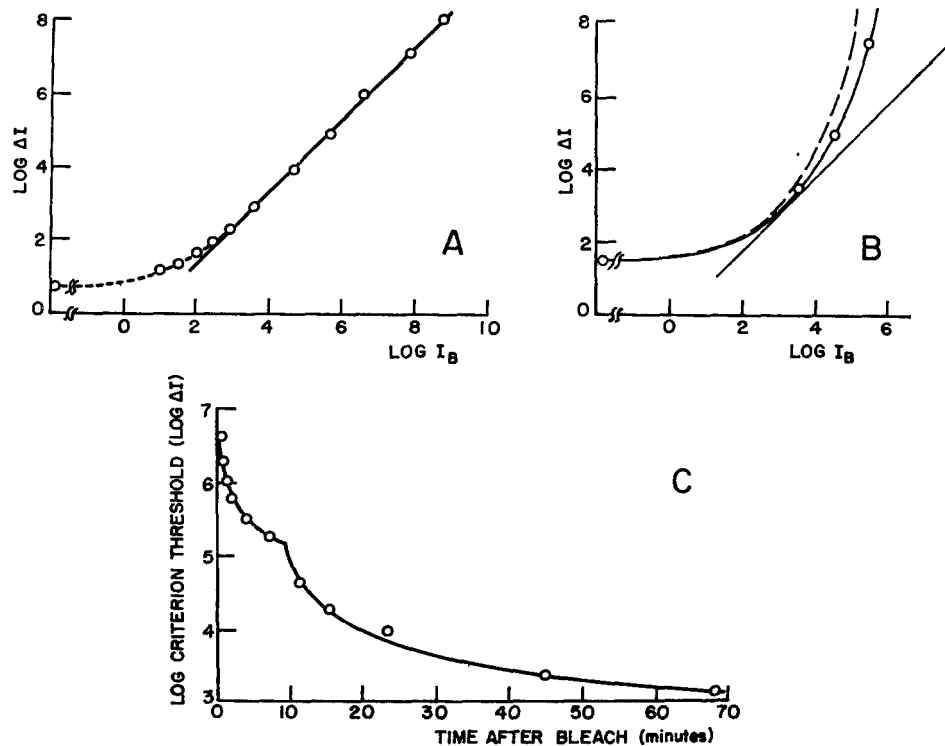 8
6
4
2
0
LOG ΔI
A
0 2 4 6 8 10
LOG I_B
8
6
4
2
0
LOG ΔI
B
0 2 4 6
LOG I_B
7
6
5
4
3
LOG CRITERION THRESHOLD (LOG ΔI)
C
0 10 20 30 40 50 60 70
TIME AFTER BLEACH (minutes)